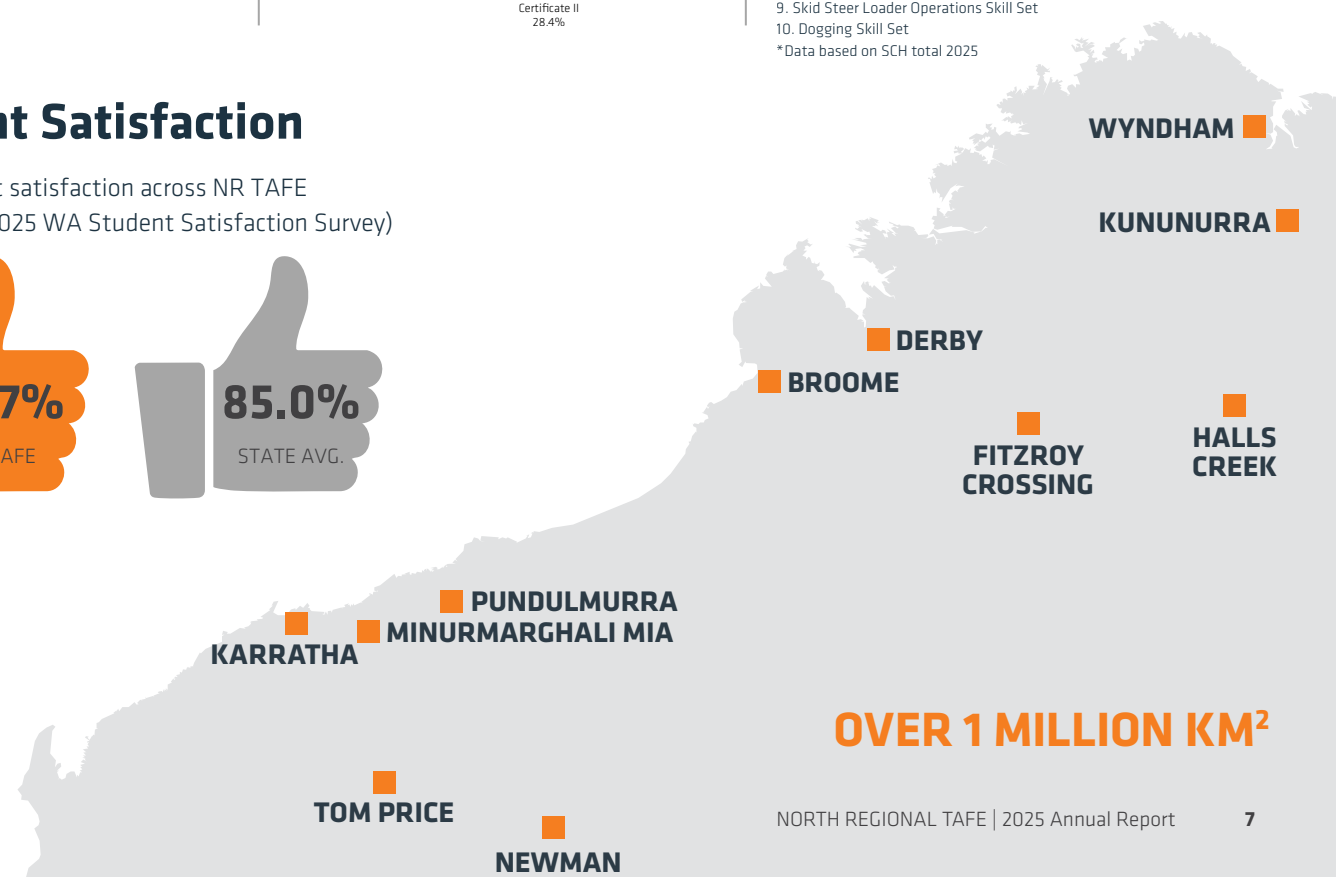 Certificate II
28.4%
9. Skid Steer Loader Operations Skill Set
10. Dogging Skill Set
*Data based on SCH total 2025
nt Satisfaction
t satisfaction across NR TAFE
025 WA Student Satisfaction Survey)
7%
AFE
85.0%
STATE AVG.
WYNDHAM
KUNUNURRA
DERBY
BROOME
FITZROY
CROSSING
HALLS
CREEK
PUNDULMURRA
MINURMARGHALI MIA
KARRATHA
OVER 1 MILLION KM²
TOM PRICE
NEWMAN
NORTH REGIONAL TAFE | 2025 Annual Report 7